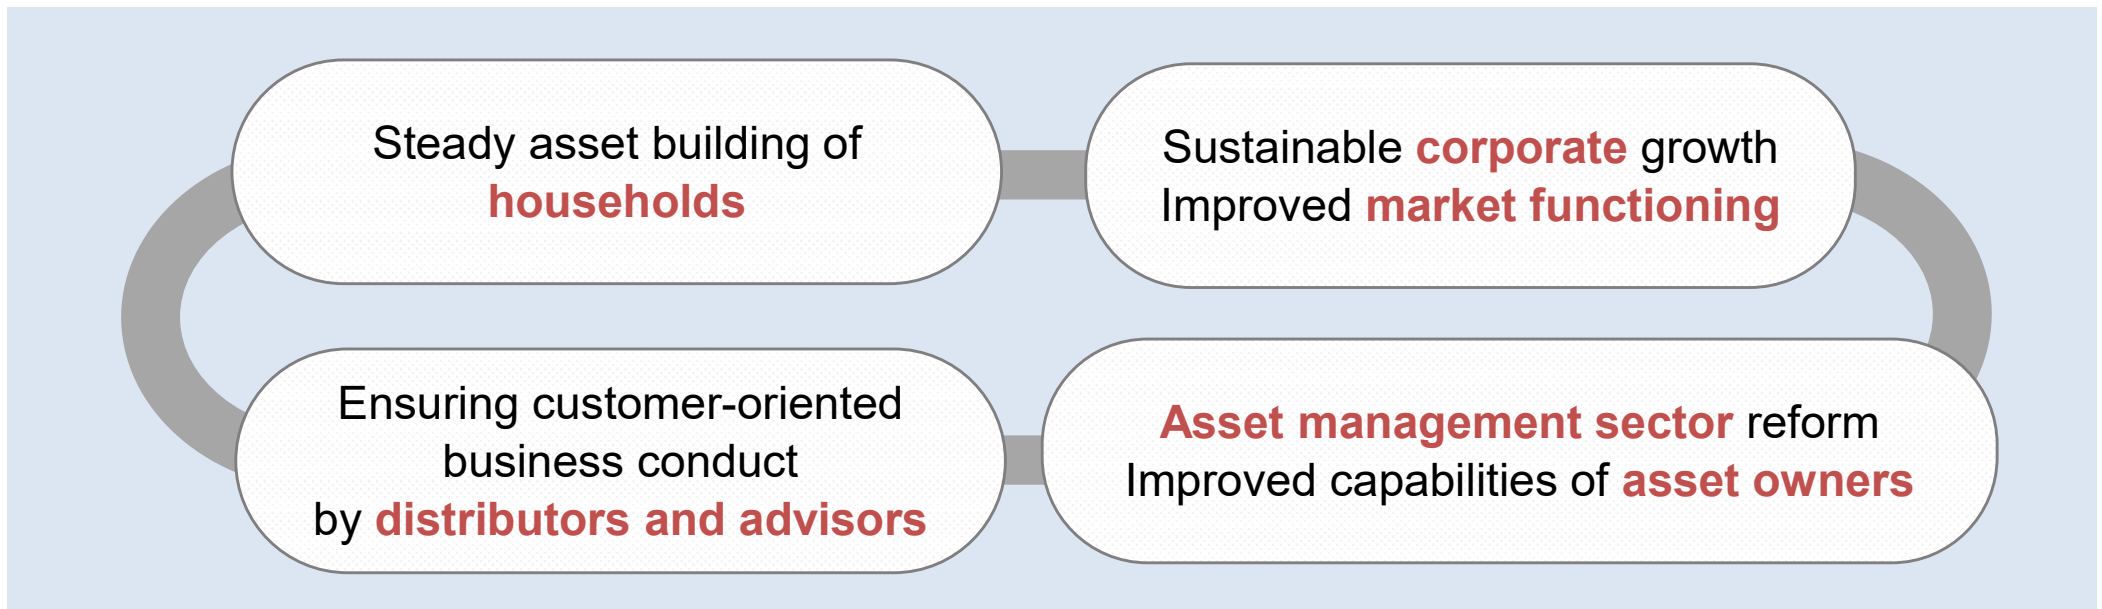 Steady asset building of
households
Sustainable corporate growth
Improved market functioning
Ensuring customer-oriented
business conduct
by distributors and advisors
Asset management sector reform
Improved capabilities of asset owners